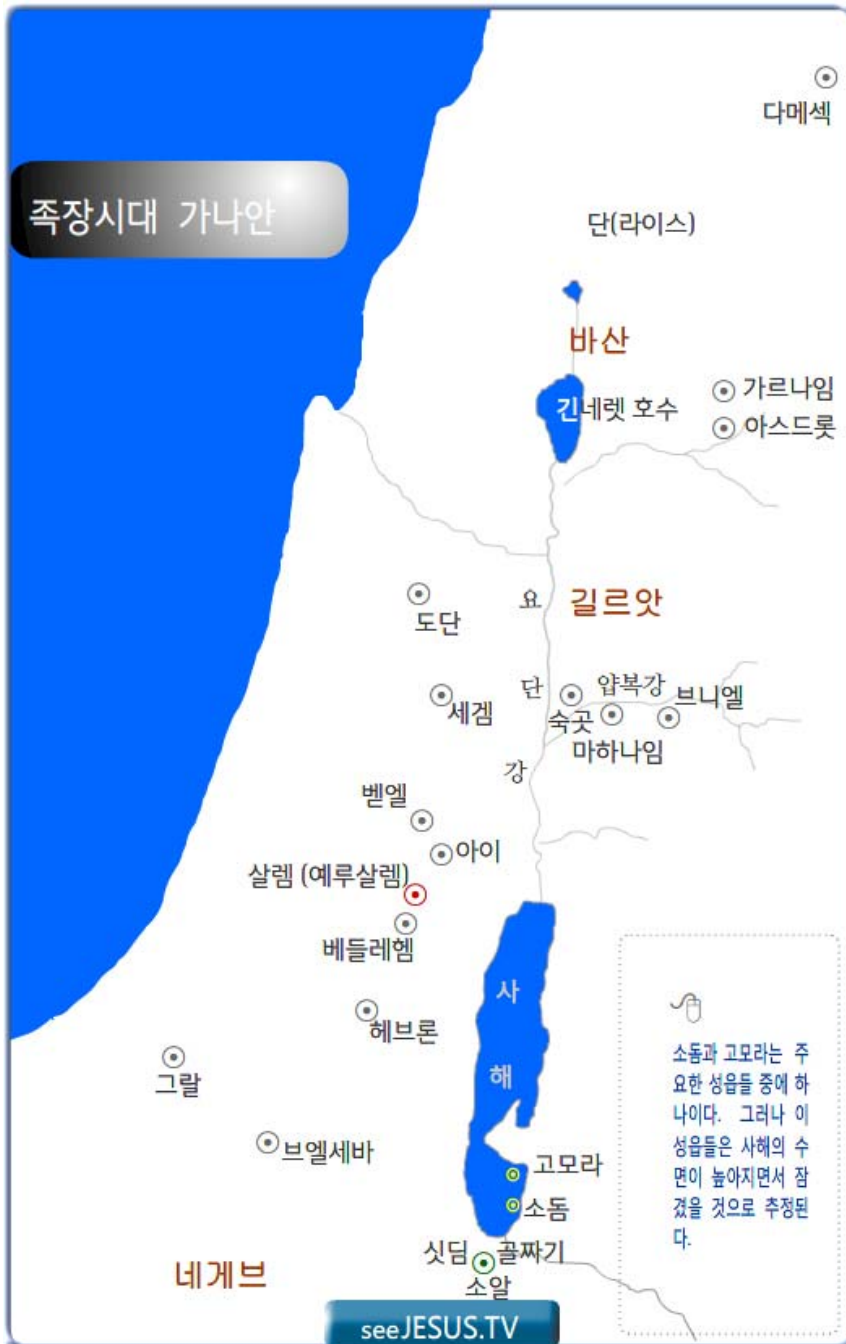 다메섹
족장시대 가나안
단(라이스)
바산
가르나임
긴네렛 호수
아스드롯
요
단
강
길르앗
도단
세겜
얍복강
브니엘
숙곳
마하나임
벧엘
아이
살렘 (예루살렘)
베들레헴
사
해
헤브론
그랄
브엘세바
고모라
소돔
싯딤 골짜기
소알
네게브
소돔과 고모라는 주
요한 성읍들 중에 하
나이다. 그러나 이
성읍들은 사해의 수
면이 높아지면서 잠
겼을 것으로 추정된
다.
seeJESUS.TV